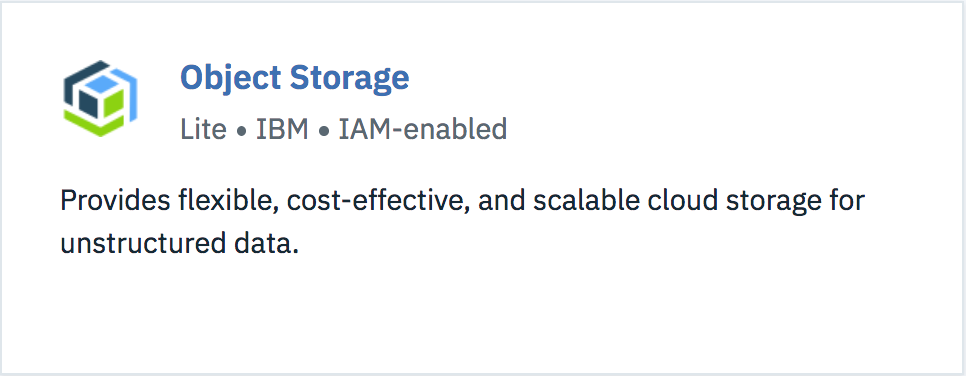 Object Storage
Lite • IBM • IAM-enabled
Provides flexible, cost-effective, and scalable cloud storage for
unstructured data.